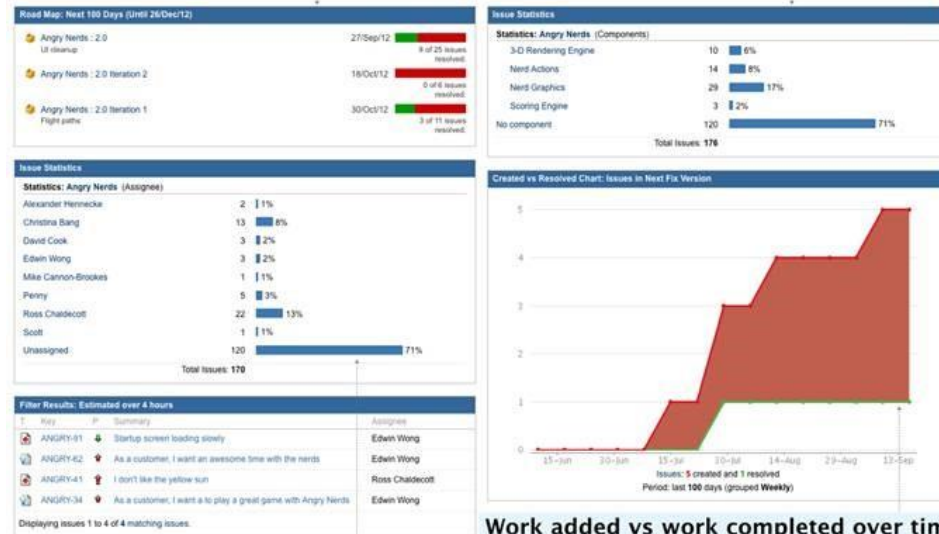 Road Map: Next 100 Days (Until 26/Dec/12)
Angry Nerds : 2.0 27/Sep/12
UI cleanup 9 of 25 issues
resolved.
Angry Nerds : 2.0 Iteration 2 18/Oct/12
0 of 6 issues
resolved.
Angry Nerds : 2.0 Iteration 1 30/Oct/12
Flight paths 3 of 11 issues
resolved.
Issue Statistics
Statistics: Angry Nerds (Assignee)
Alexander Hennecke 2 1%
Christina Bang 13 8%
David Cook 3 2%
Edwin Wong 3 2%
Mike Cannon-Brookes 1 1%
Penny 5 3%
Ross Chaldecott 22 13%
Scott 1 1%
Unassigned 120 71%
Total Issues: 170
Filter Results: Estimated over 4 hours
T Key P Summary Assignee
ANGRY-91 Startup screen loading slowly Edwin Wong
ANGRY-62 As a customer, I want an awesome time with the nerds Edwin Wong
ANGRY-41 I don't like the yellow sun Ross Chaldecott
ANGRY-34 As a customer, I want a to play a great game with Angry Nerds Edwin Wong
Displaying issues 1 to 4 of 4 matching issues.
Issue Statistics
Statistics: Angry Nerds (Components)
3-D Rendering Engine 10 6%
Nerd Actions 14 8%
Nerd Graphics 29 17%
Scoring Engine 3 2%
No component 120 71%
Total Issues: 176
Created vs Resolved Chart: Issues in Next Fix Version
5
4
3
2
1
0
15-Jun 30-Jun 15-Jul 30-Jul 14-Aug 29-Aug 13-Sep
Issues: 5 created and 1 resolved
Period: last 100 days (grouped Weekly)
Work added vs work completed over tim